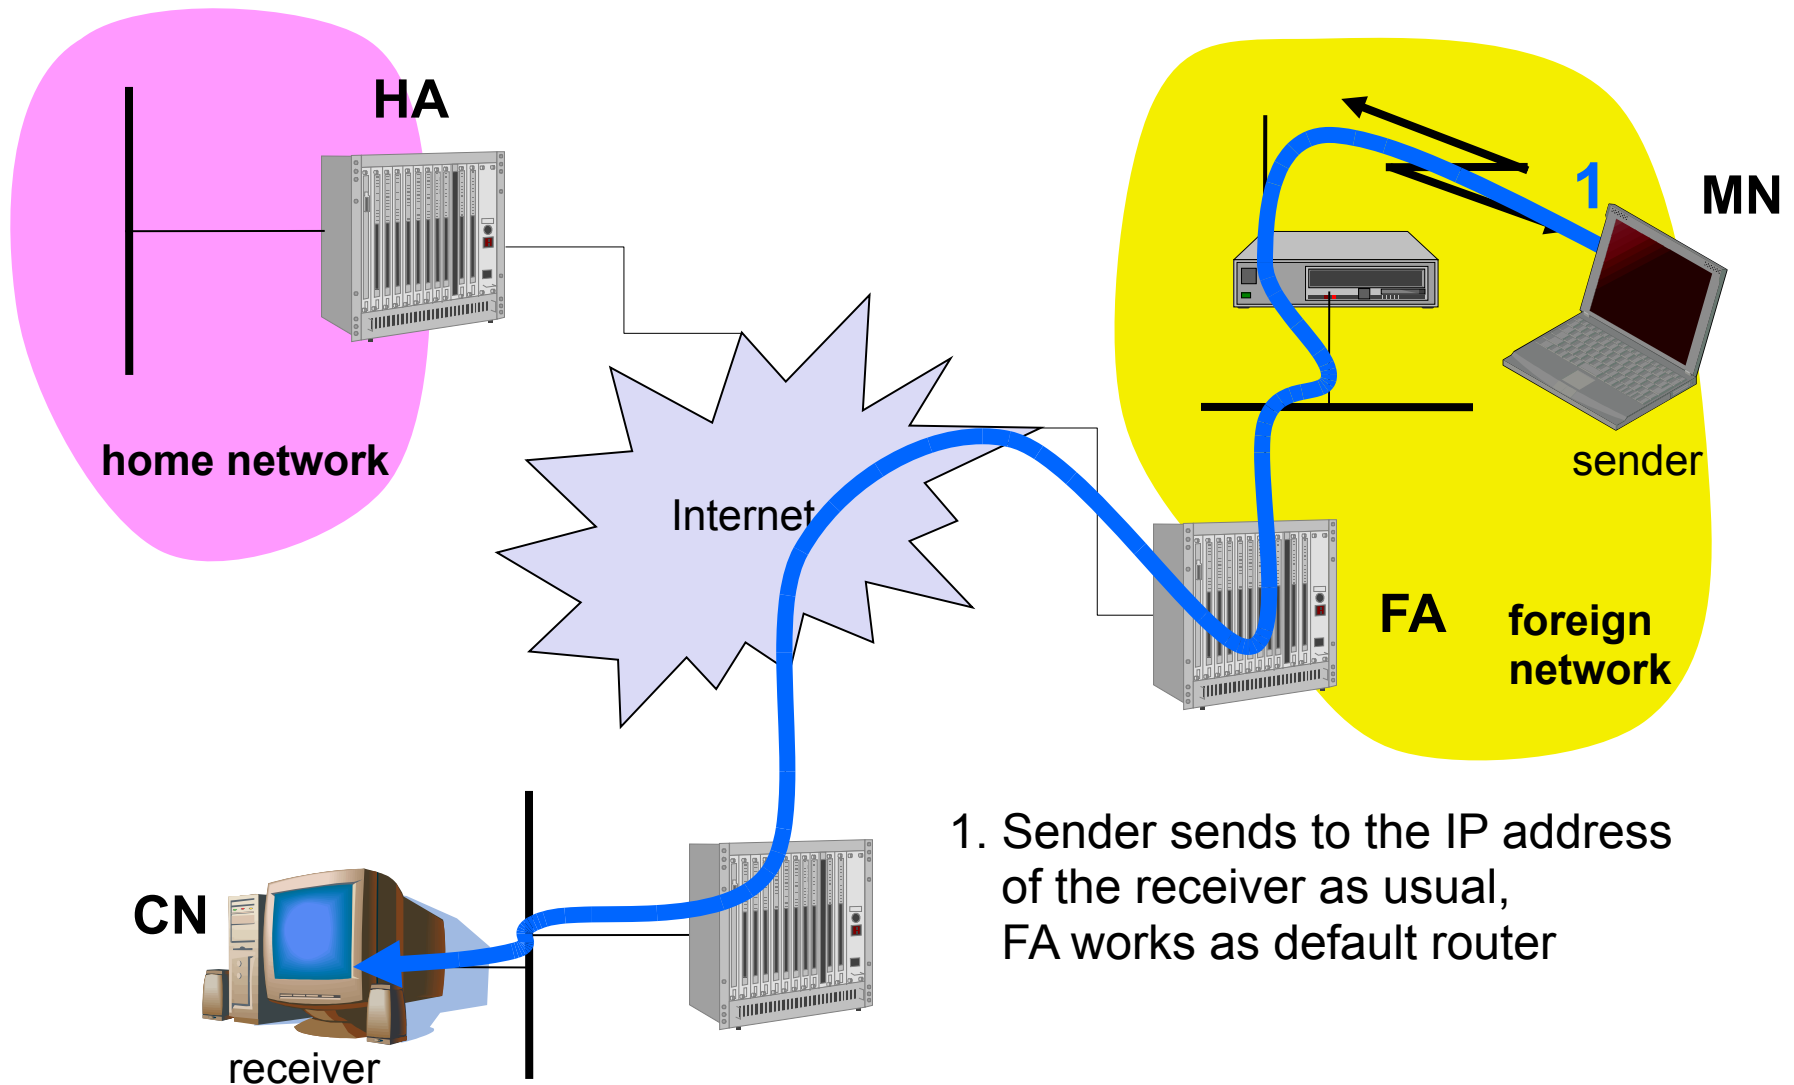 HA
1
MN
home network
sender
Internet
FA
foreign
network
1. Sender sends to the IP address
of the receiver as usual,
FA works as default router
CN
receiver